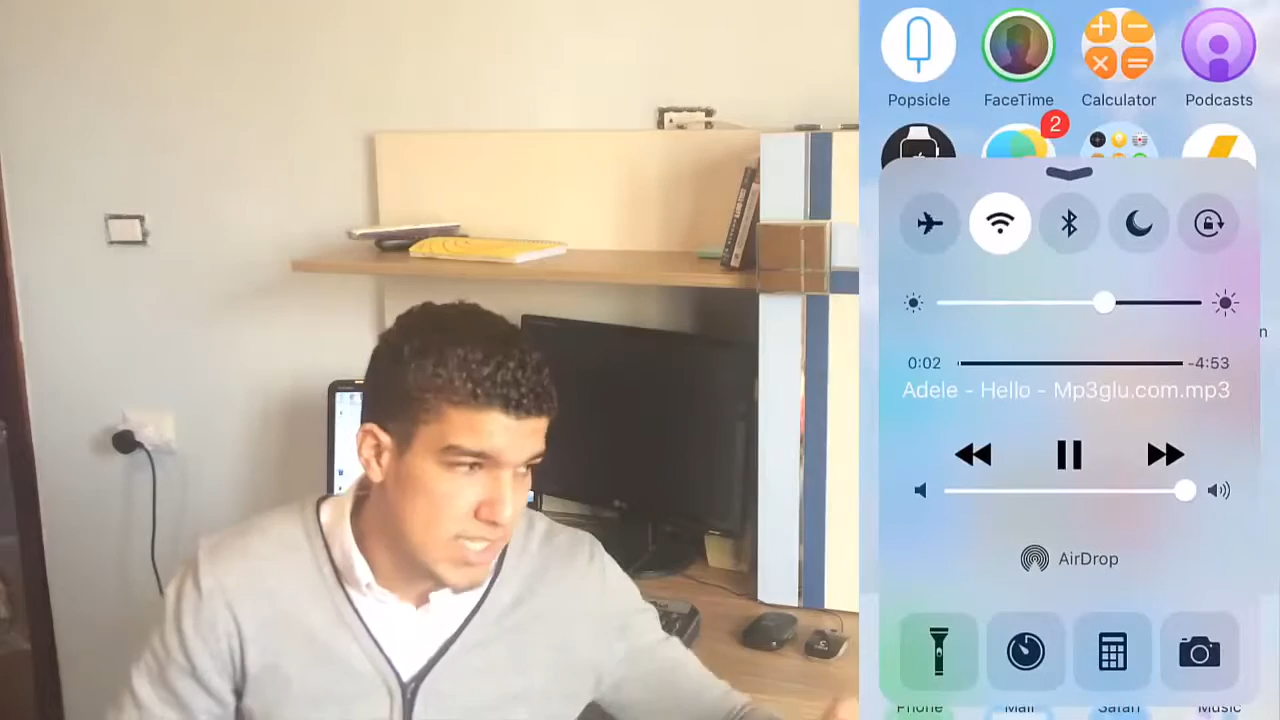 Popsicle FaceTime Calculator Podcasts
2
0:02 -4:53
Adele - Hello - Mp3glu.com.mp3
AirDrop
Phone Mail Safari Music